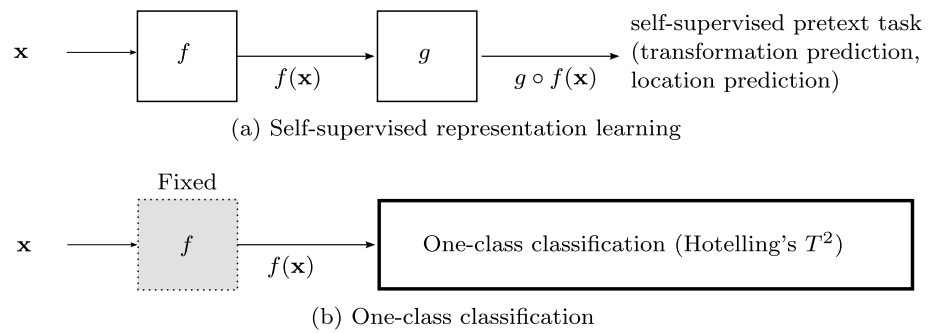 x
f
f(x)
g
g ∘ f(x)
self-supervised pretext task
(transformation prediction,
location prediction)
(a) Self-supervised representation learning
Fixed
x
f
f(x)
One-class classification (Hotelling's T²)
(b) One-class classification